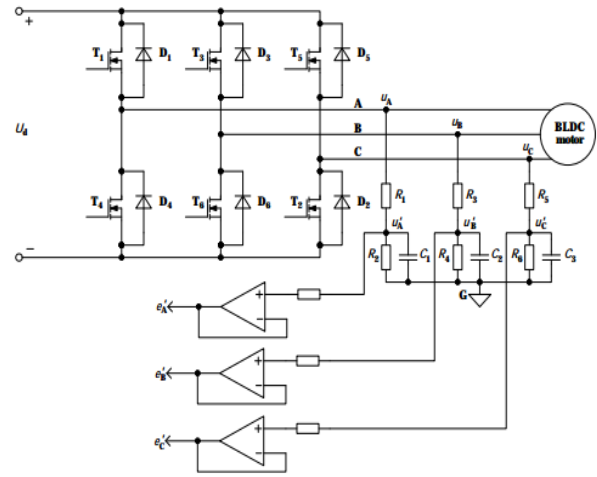 +
T1 D1 T3 D3 T5 D5
A uA
Ud B uB BLDC
motor
C uC
T4 D4 T6 D6 T2 D2 R1 R3 R5
u′A u′B u′C
−
R2 C1 R4 C2 R6 C3
G
e′A + −
e′B + −
e′C + −